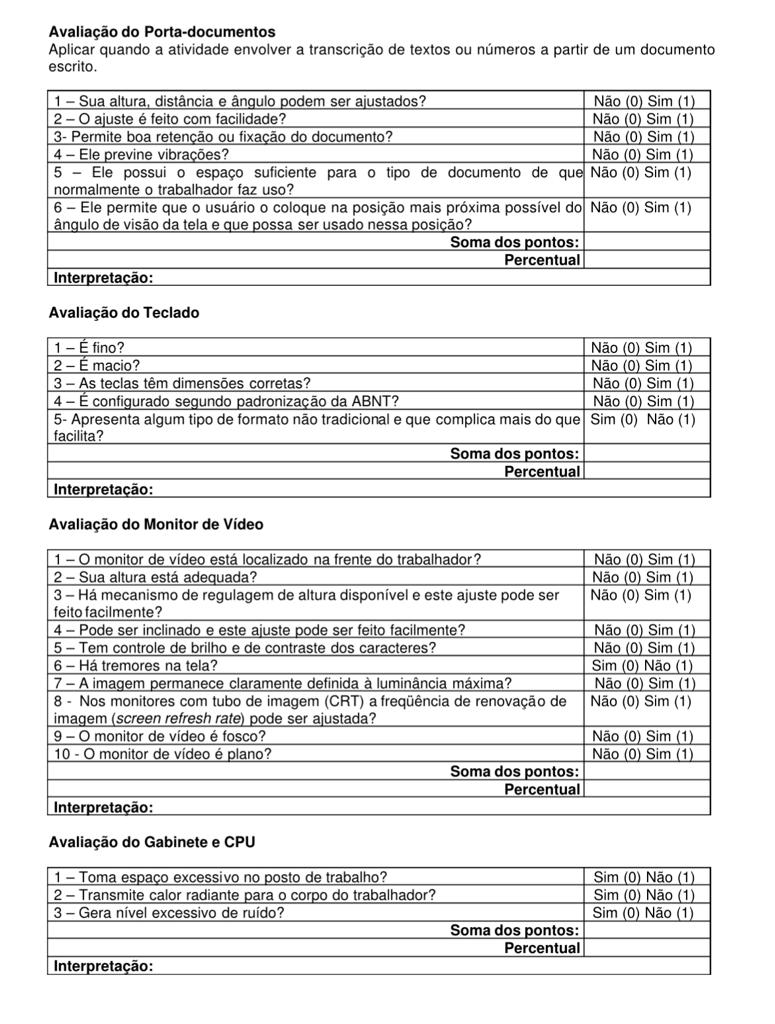 Avaliação do Porta-documentos
Aplicar quando a atividade envolver a transcrição de textos ou números a partir de um documento
escrito.
1 – Sua altura, distância e ângulo podem ser ajustados? Não (0) Sim (1)
2 – O ajuste é feito com facilidade? Não (0) Sim (1)
3- Permite boa retenção ou fixação do documento? Não (0) Sim (1)
4 – Ele previne vibrações? Não (0) Sim (1)
5 – Ele possui o espaço suficiente para o tipo de documento de que Não (0) Sim (1)
normalmente o trabalhador faz uso?
6 – Ele permite que o usuário o coloque na posição mais próxima possível do Não (0) Sim (1)
ângulo de visão da tela e que possa ser usado nessa posição?
Soma dos pontos:
Percentual
Interpretação:
Avaliação do Teclado
1 – É fino? Não (0) Sim (1)
2 – É macio? Não (0) Sim (1)
3 – As teclas têm dimensões corretas? Não (0) Sim (1)
4 – É configurado segundo padronização da ABNT? Não (0) Sim (1)
5- Apresenta algum tipo de formato não tradicional e que complica mais do que Sim (0) Não (1)
facilita?
Soma dos pontos:
Percentual
Interpretação:
Avaliação do Monitor de Vídeo
1 – O monitor de vídeo está localizado na frente do trabalhador? Não (0) Sim (1)
2 – Sua altura está adequada? Não (0) Sim (1)
3 – Há mecanismo de regulagem de altura disponível e este ajuste pode ser Não (0) Sim (1)
feito facilmente?
4 – Pode ser inclinado e este ajuste pode ser feito facilmente? Não (0) Sim (1)
5 – Tem controle de brilho e de contraste dos caracteres? Não (0) Sim (1)
6 – Há tremores na tela? Sim (0) Não (1)
7 – A imagem permanece claramente definida à luminância máxima? Não (0) Sim (1)
8 - Nos monitores com tubo de imagem (CRT) a freqüência de renovação de Não (0) Sim (1)
imagem (screen refresh rate) pode ser ajustada?
9 – O monitor de vídeo é fosco? Não (0) Sim (1)
10 - O monitor de vídeo é plano? Não (0) Sim (1)
Soma dos pontos:
Percentual
Interpretação:
Avaliação do Gabinete e CPU
1 – Toma espaço excessivo no posto de trabalho? Sim (0) Não (1)
2 – Transmite calor radiante para o corpo do trabalhador? Sim (0) Não (1)
3 – Gera nível excessivo de ruído? Sim (0) Não (1)
Soma dos pontos:
Percentual
Interpretação: